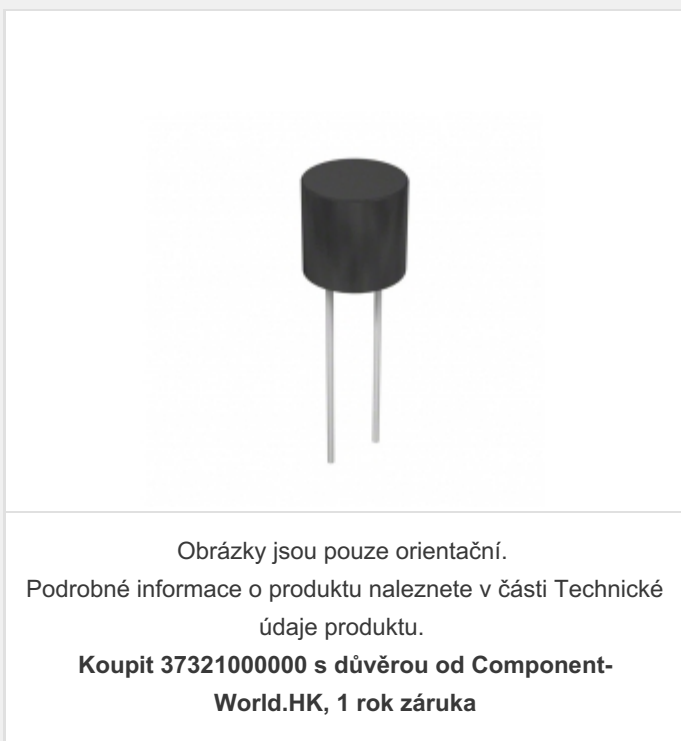 Obrázky jsou pouze orientační.
Podrobné informace o produktu naleznete v části Technické
údaje produktu.
Koupit 37321000000 s důvěrou od Component-
World.HK, 1 rok záruka